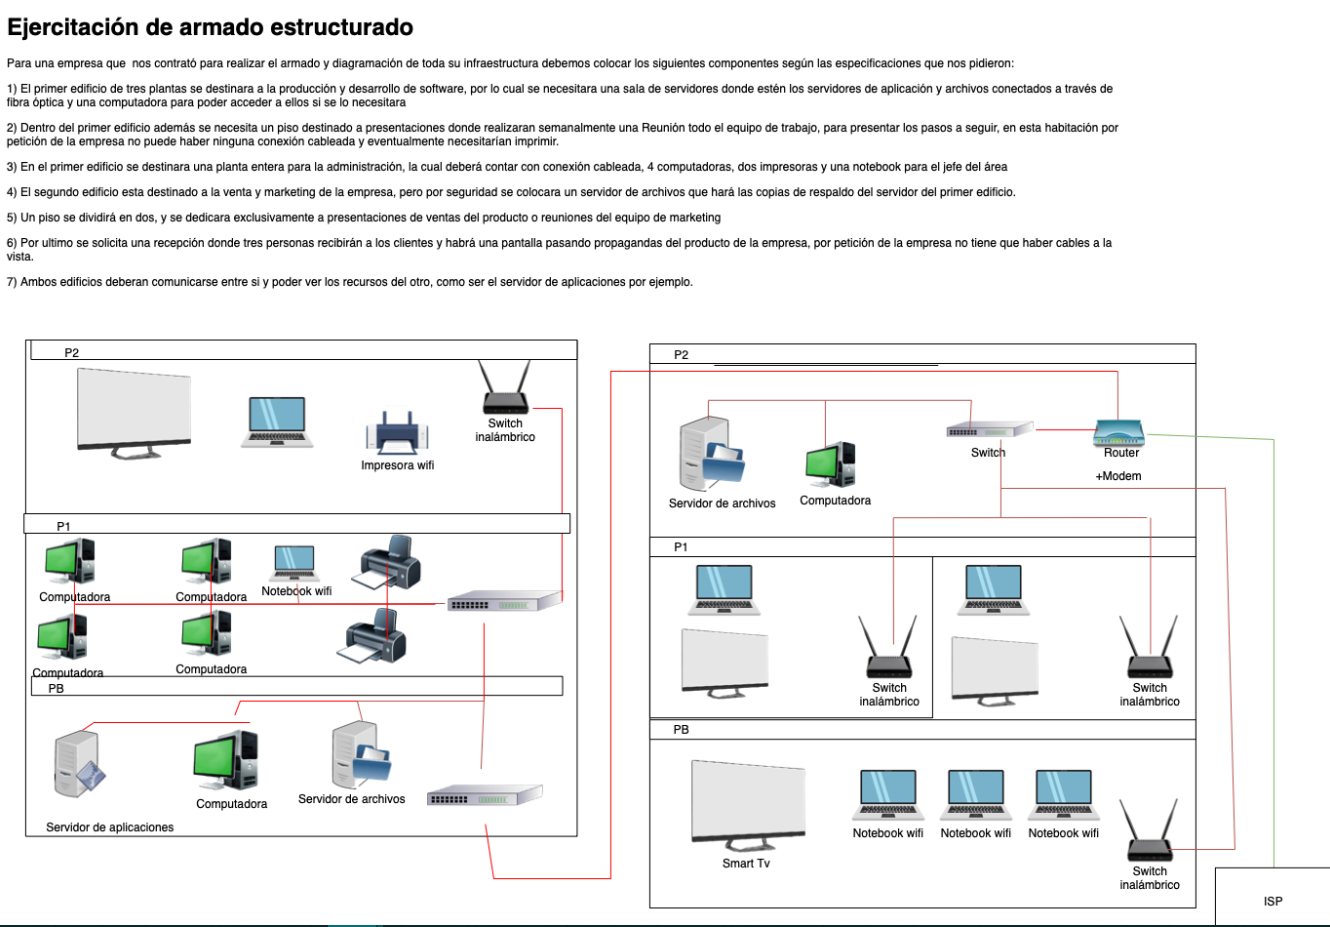 Ejercitación de armado estructurado
Para una empresa que  nos contrató para realizar el armado y diagramación de toda su infraestructura debemos colocar los siguientes componentes según las especificaciones que nos pidieron:
1) El primer edificio de tres plantas se destinara a la producción y desarrollo de software, por lo cual se necesitara una sala de servidores donde estén los servidores de aplicación y archivos conectados a través de
fibra óptica y una computadora para poder acceder a ellos si se lo necesitara
2) Dentro del primer edificio además se necesita un piso destinado a presentaciones donde realizaran semanalmente una Reunión todo el equipo de trabajo, para presentar los pasos a seguir, en esta habitación por
petición de la empresa no puede haber ninguna conexión cableada y eventualmente necesitarían imprimir.
3) En el primer edificio se destinara una planta entera para la administración, la cual deberá contar con conexión cableada, 4 computadoras, dos impresoras y una notebook para el jefe del área
4) El segundo edificio esta destinado a la venta y marketing de la empresa, pero por seguridad se colocara un servidor de archivos que hará las copias de respaldo del servidor del primer edificio.
5) Un piso se dividirá en dos, y se dedicara exclusivamente a presentaciones de ventas del producto o reuniones del equipo de marketing
6) Por ultimo se solicita una recepción donde tres personas recibirán a los clientes y habrá una pantalla pasando propagandas del producto de la empresa, por petición de la empresa no tiene que haber cables a la
vista.
7) Ambos edificios deberan comunicarse entre si y poder ver los recursos del otro, como ser el servidor de aplicaciones por ejemplo.
P2
Switch
inalámbrico
Impresora wifi
P1
Computadora
Computadora
Notebook wifi
Computadora
Computadora
PB
Computadora
Servidor de archivos
Servidor de aplicaciones
P2
Switch
Router
+Modem
Servidor de archivos
Computadora
P1
Switch
inalámbrico
Switch
inalámbrico
PB
Notebook wifi
Notebook wifi
Notebook wifi
Smart Tv
Switch
inalámbrico
ISP